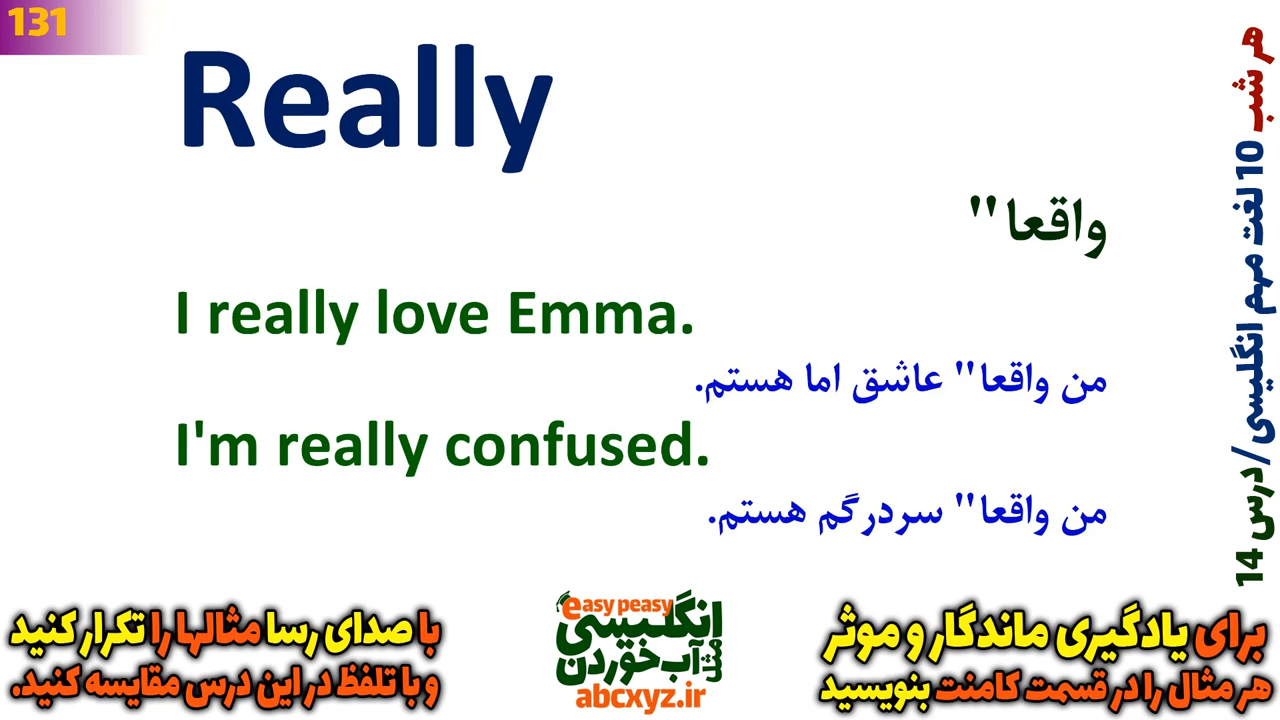 131
Really
واقعا"
I really love Emma.
من واقعا" عاشق اما هستم.
I'm really confused.
من واقعا" سردرگم هستم.
هر شب 10 لغت مهم انگلیسی/درس 14
با صدای رسا مثالها را تکرار کنید
و با تلفظ در این درس مقایسه کنید.
easy peasy
انگلیسی
مثل آب خوردن
abcxyz.ir
برای یادگیری ماندگار و موثر
هر مثال را در قسمت کامنت بنویسید